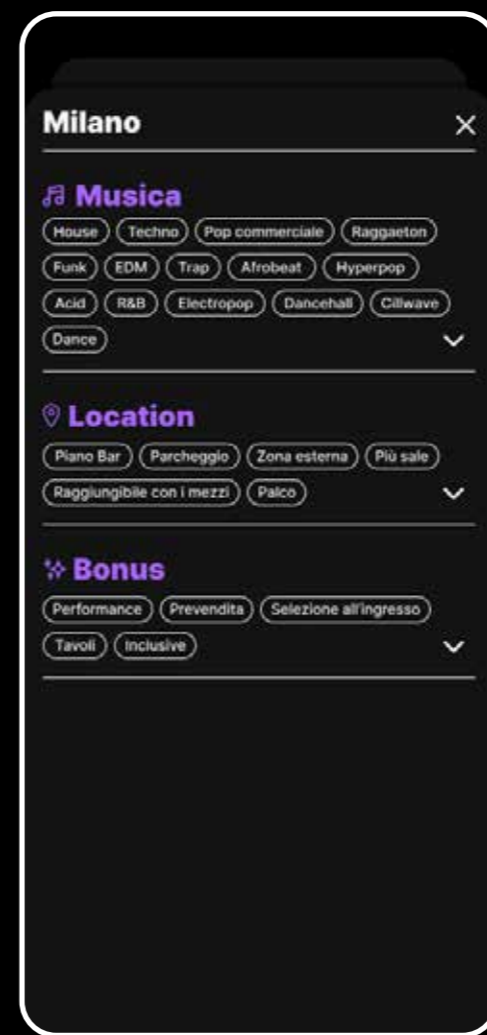 Milano
Musica
House Techno Pop commerciale Raggaeton
Funk EDM Trap Afrobeat Hyperpop
Acid R&B Electropop Dancehall Cillwave
Dance
Location
Piano Bar Parcheggio Zona esterna Più sale
Raggiungibile con i mezzi Palco
Bonus
Performance Prevendita Selezione all'ingresso
Tavoli Inclusive